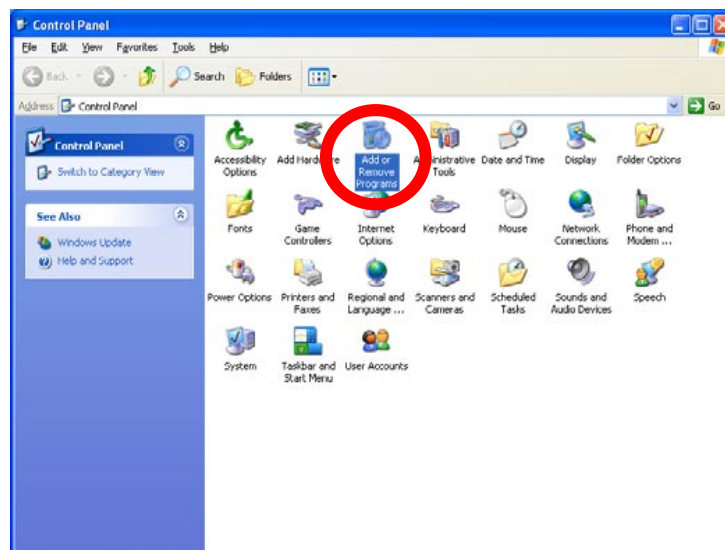 Control Panel
File Edit View Favorites Tools Help
Back Search Folders
Address Control Panel Go
Control Panel
Switch to Category View
See Also
Windows Update
Help and Support
Accessibility Options
Add Hardware
Add or Remove Programs
Administrative Tools
Date and Time
Display
Folder Options
Fonts
Game Controllers
Internet Options
Keyboard
Mouse
Network Connections
Phone and Modem ...
Power Options
Printers and Faxes
Regional and Language ...
Scanners and Cameras
Scheduled Tasks
Sounds and Audio Devices
Speech
System
Taskbar and Start Menu
User Accounts